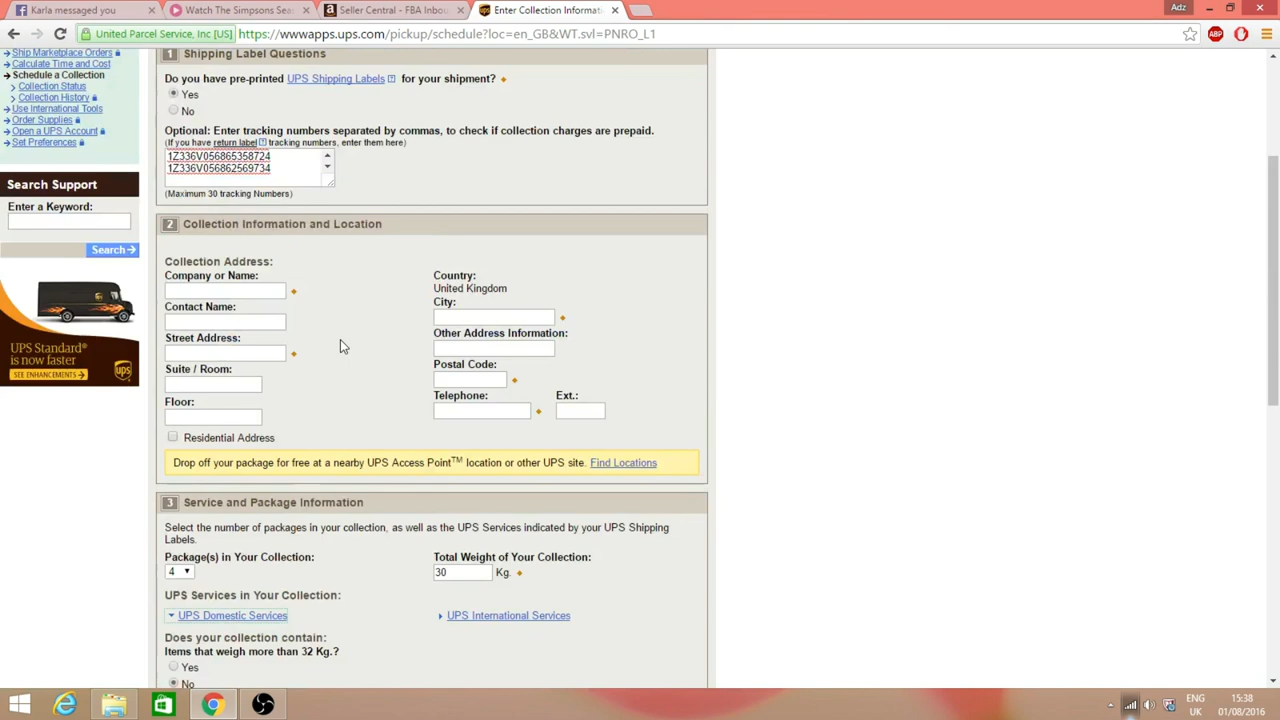 Karla messaged you
Watch The Simpsons Sea
Seller Central - FBA Inbou
Enter Collection Informati
Adz
United Parcel Service, Inc [US]
https://wwwapps.ups.com/pickup/schedule?loc=en_GB&WT.svl=PNRO_L1
ABP
Ship Marketplace Orders
Calculate Time and Cost
Schedule a Collection
Collection Status
Collection History
Use International Tools
Order Supplies
Open a UPS Account
Set Preferences
Search Support
Enter a Keyword:
Search
UPS Standard®
is now faster
SEE ENHANCEMENTS
ups
1 Shipping Label Questions
Do you have pre-printed UPS Shipping Labels ? for your shipment?
Yes
No
Optional: Enter tracking numbers separated by commas, to check if collection charges are prepaid.
(If you have return label ? tracking numbers, enter them here)
1Z336V056865358724
1Z336V056862569734
(Maximum 30 tracking Numbers)
2 Collection Information and Location
Collection Address:
Company or Name:
Contact Name:
Street Address:
Suite / Room:
Floor:
Residential Address
Country:
United Kingdom
City:
Other Address Information:
Postal Code:
Telephone:
Ext.:
Drop off your package for free at a nearby UPS Access Point™ location or other UPS site. Find Locations
3 Service and Package Information
Select the number of packages in your collection, as well as the UPS Services indicated by your UPS Shipping
Labels.
Package(s) in Your Collection:
4
Total Weight of Your Collection:
30 Kg.
UPS Services in Your Collection:
UPS Domestic Services
UPS International Services
Does your collection contain:
Items that weigh more than 32 Kg.?
Yes
No
ENG
UK
15:38
01/08/2016